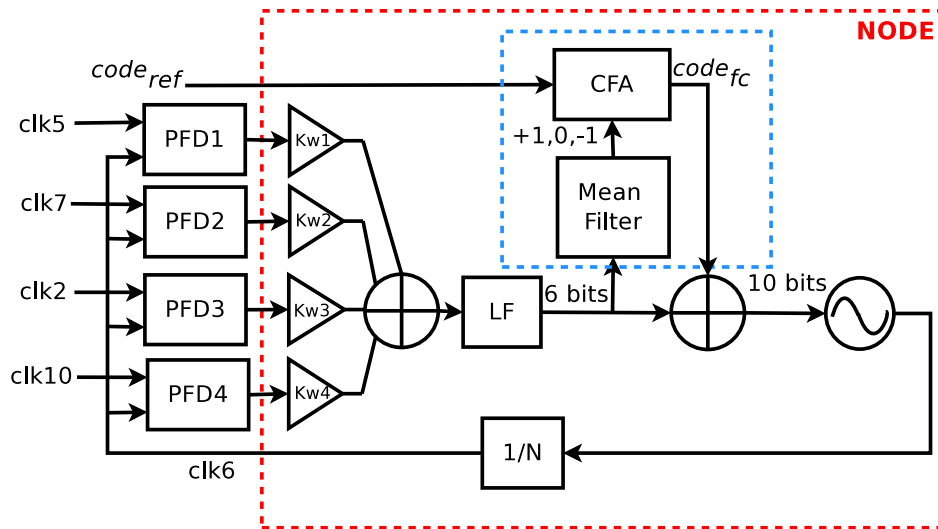 NODE
code_ref
CFA
code_fc
clk5
PFD1
Kw1
+1,0,-1
Mean
Filter
clk7
PFD2
Kw2
clk2
PFD3
Kw3
LF
6 bits
10 bits
clk10
PFD4
Kw4
1/N
clk6